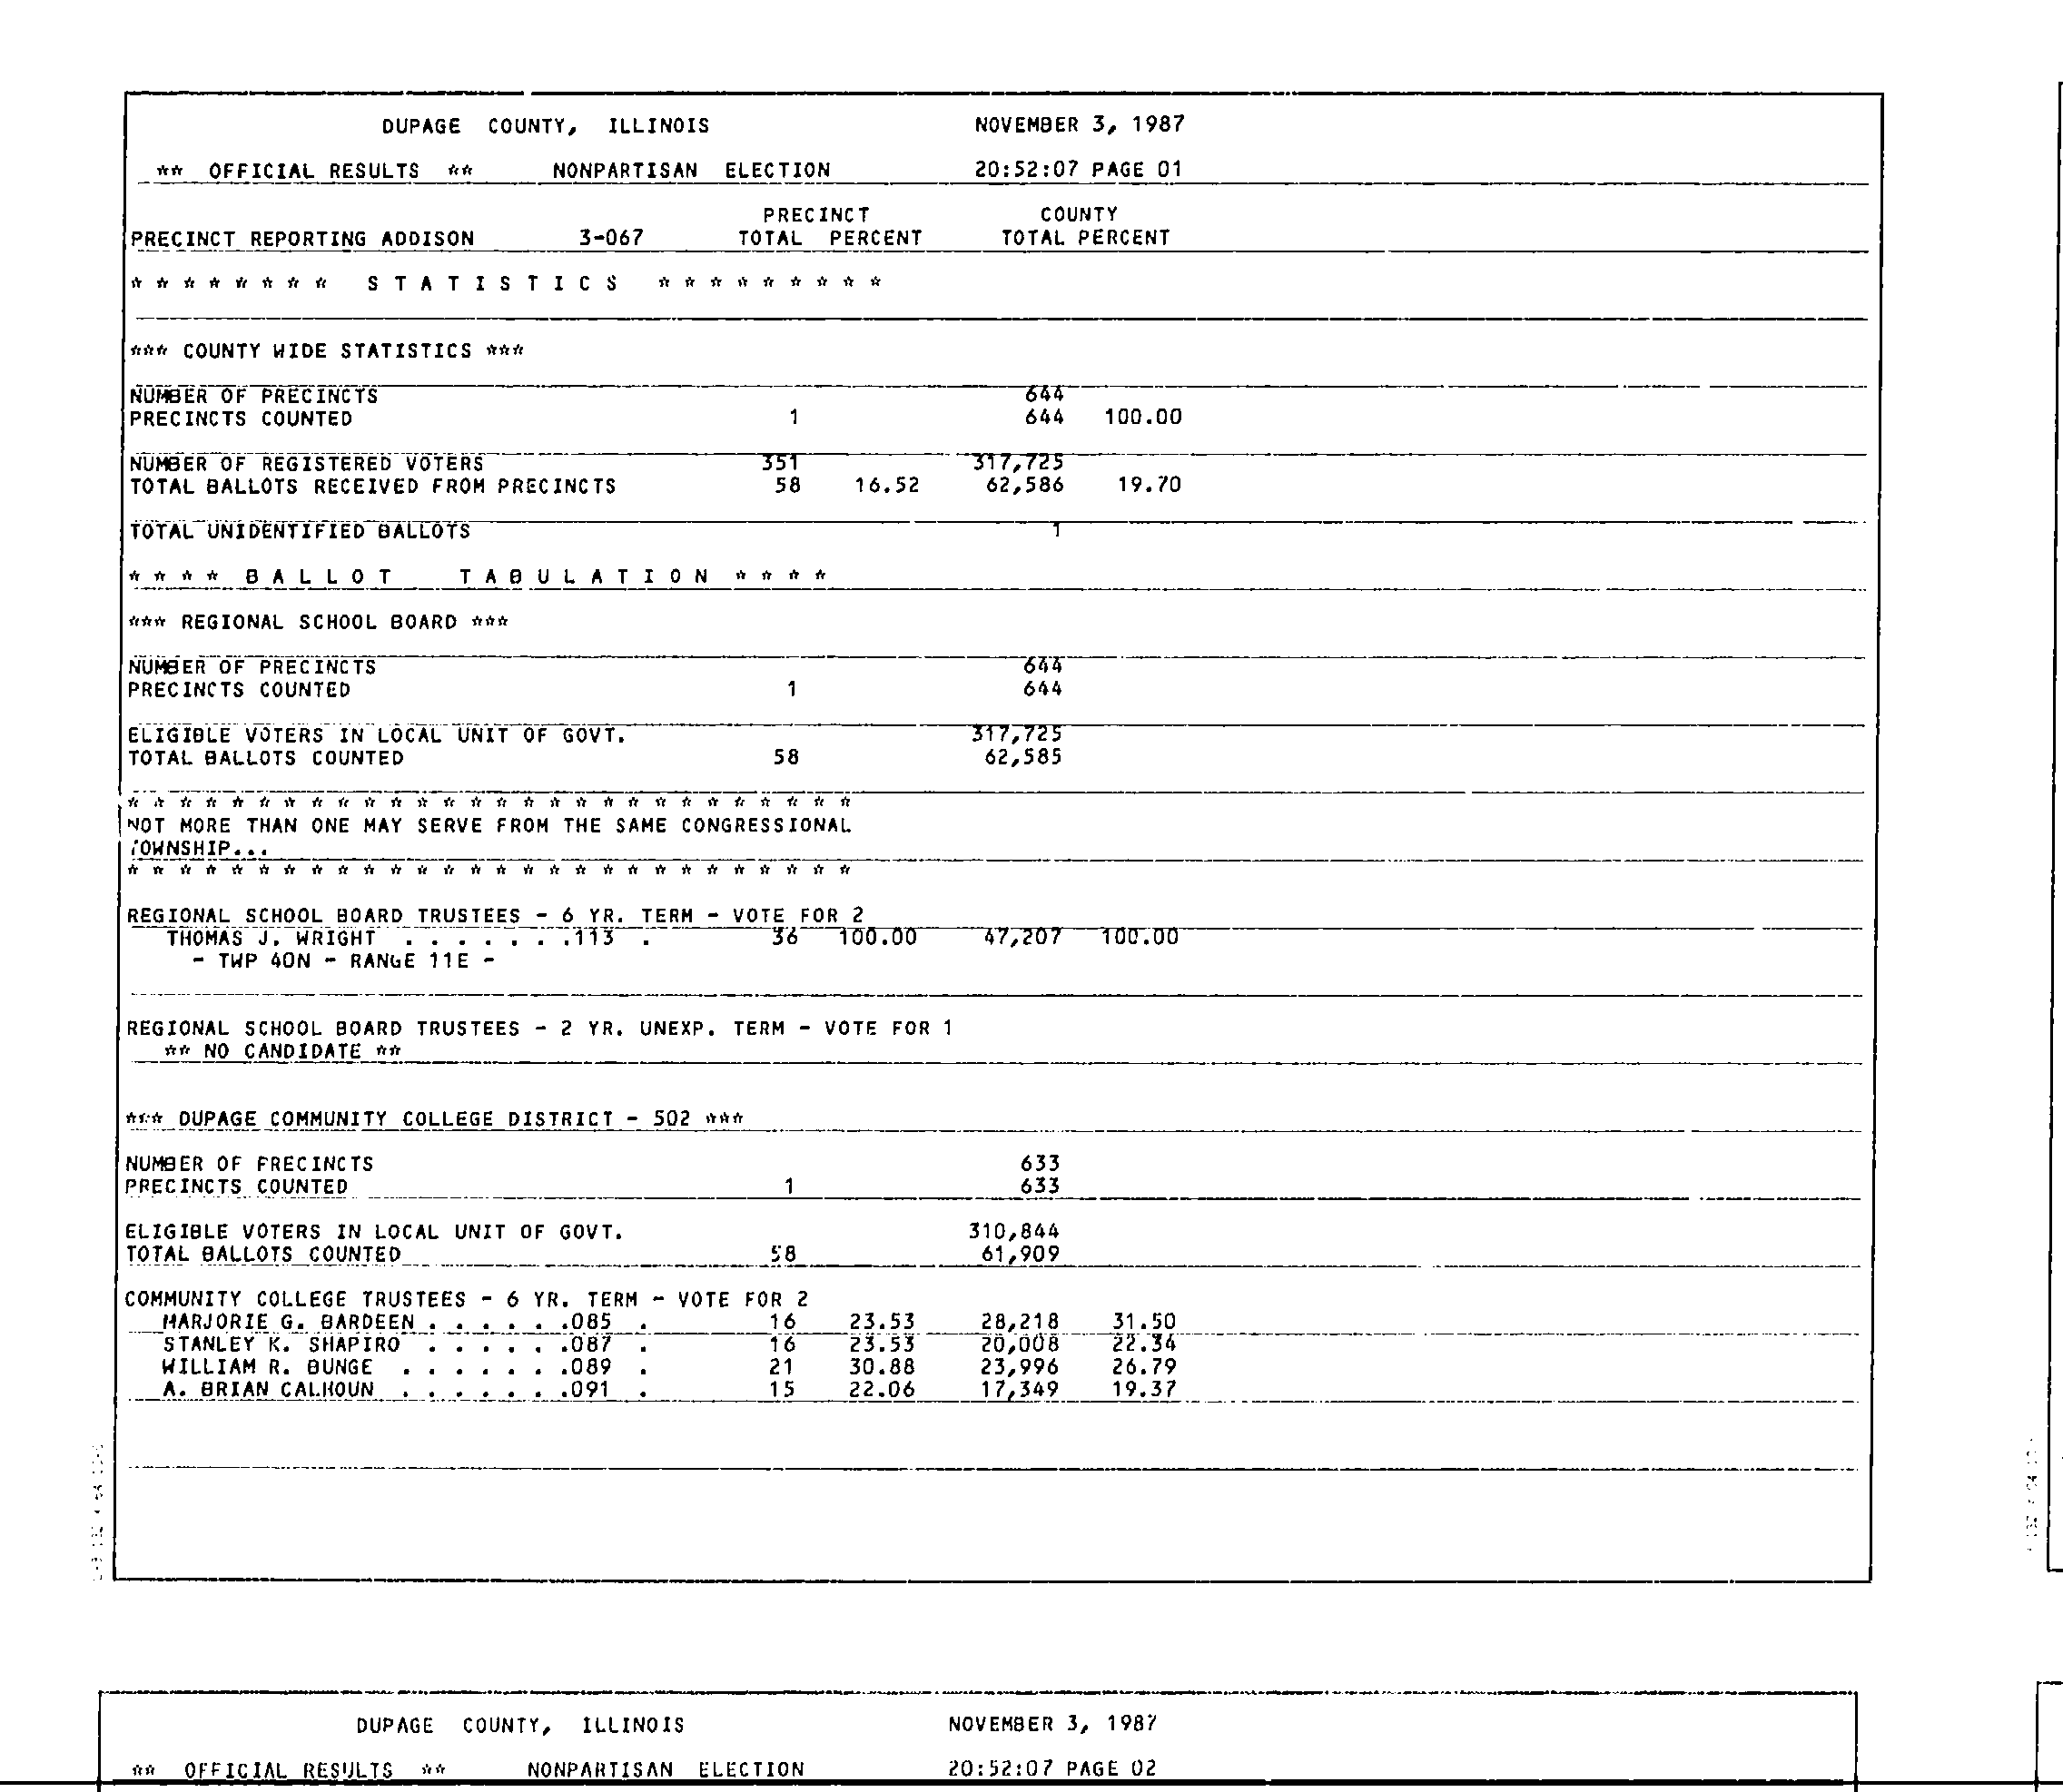 DUPAGE COUNTY, ILLINOIS NOVEMBER 3, 1987
** OFFICIAL RESULTS ** NONPARTISAN ELECTION 20:52:07 PAGE 01
PRECINCT COUNTY
PRECINCT REPORTING ADDISON 3-067 TOTAL PERCENT TOTAL PERCENT
* * * * * * * * S T A T I S T I C S * * * * * * * * *
*** COUNTY WIDE STATISTICS ***
NUMBER OF PRECINCTS 644
PRECINCTS COUNTED 1 644 100.00
NUMBER OF REGISTERED VOTERS 351 317,725
TOTAL BALLOTS RECEIVED FROM PRECINCTS 58 16.52 62,586 19.70
TOTAL UNIDENTIFIED BALLOTS 1
* * * * B A L L O T T A B U L A T I O N * * * *
*** REGIONAL SCHOOL BOARD ***
NUMBER OF PRECINCTS 644
PRECINCTS COUNTED 1 644
ELIGIBLE VOTERS IN LOCAL UNIT OF GOVT. 317,725
TOTAL BALLOTS COUNTED 58 62,585
* * * * * * * * * * * * * * * * * * * * * * * * * * * *
NOT MORE THAN ONE MAY SERVE FROM THE SAME CONGRESSIONAL
TOWNSHIP...
* * * * * * * * * * * * * * * * * * * * * * * * * * * *
REGIONAL SCHOOL BOARD TRUSTEES - 6 YR. TERM - VOTE FOR 2
THOMAS J. WRIGHT . . . . . . .113 . 36 100.00 47,207 100.00
- TWP 40N - RANGE 11E -
REGIONAL SCHOOL BOARD TRUSTEES - 2 YR. UNEXP. TERM - VOTE FOR 1
** NO CANDIDATE **
*** DUPAGE COMMUNITY COLLEGE DISTRICT - 502 ***
NUMBER OF PRECINCTS 633
PRECINCTS COUNTED 1 633
ELIGIBLE VOTERS IN LOCAL UNIT OF GOVT. 310,844
TOTAL BALLOTS COUNTED 58 61,909
COMMUNITY COLLEGE TRUSTEES - 6 YR. TERM - VOTE FOR 2
MARJORIE G. BARDEEN . . . . . .085 . 16 23.53 28,218 31.50
STANLEY K. SHAPIRO . . . . . .087 . 16 23.53 20,008 22.34
WILLIAM R. BUNGE . . . . . . .089 . 21 30.88 23,996 26.79
A. BRIAN CALHOUN . . . . . . .091 . 15 22.06 17,349 19.37
DUPAGE COUNTY, ILLINOIS NOVEMBER 3, 1987
** OFFICIAL RESULTS ** NONPARTISAN ELECTION 20:52:07 PAGE 02